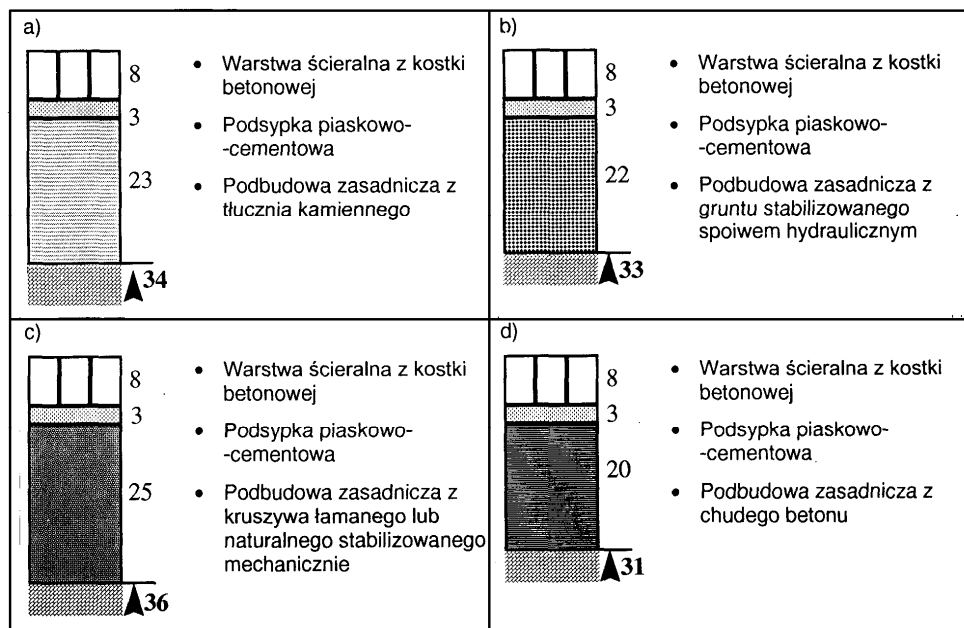 a)
8
3
23
34
• Warstwa ścieralna z kostki
betonowej
• Podsypka piaskowo-
-cementowa
• Podbudowa zasadnicza z
tłucznia kamiennego
b)
8
3
22
33
• Warstwa ścieralna z kostki
betonowej
• Podsypka piaskowo-
-cementowa
• Podbudowa zasadnicza z
gruntu stabilizowanego
spoiwem hydraulicznym
c)
8
3
25
36
• Warstwa ścieralna z kostki
betonowej
• Podsypka piaskowo-
-cementowa
• Podbudowa zasadnicza z
kruszywa łamanego lub
naturalnego stabilizowanego
mechanicznie
d)
8
3
20
31
• Warstwa ścieralna z kostki
betonowej
• Podsypka piaskowo-
-cementowa
• Podbudowa zasadnicza z
chudego betonu